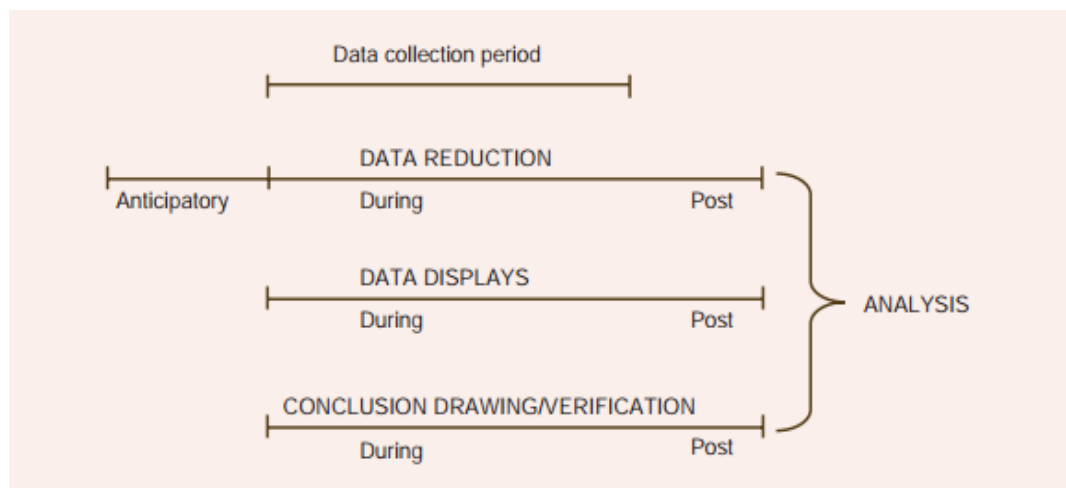 Data collection period
DATA REDUCTION
Anticipatory During Post
DATA DISPLAYS
During Post
ANALYSIS
CONCLUSION DRAWING/VERIFICATION
During Post